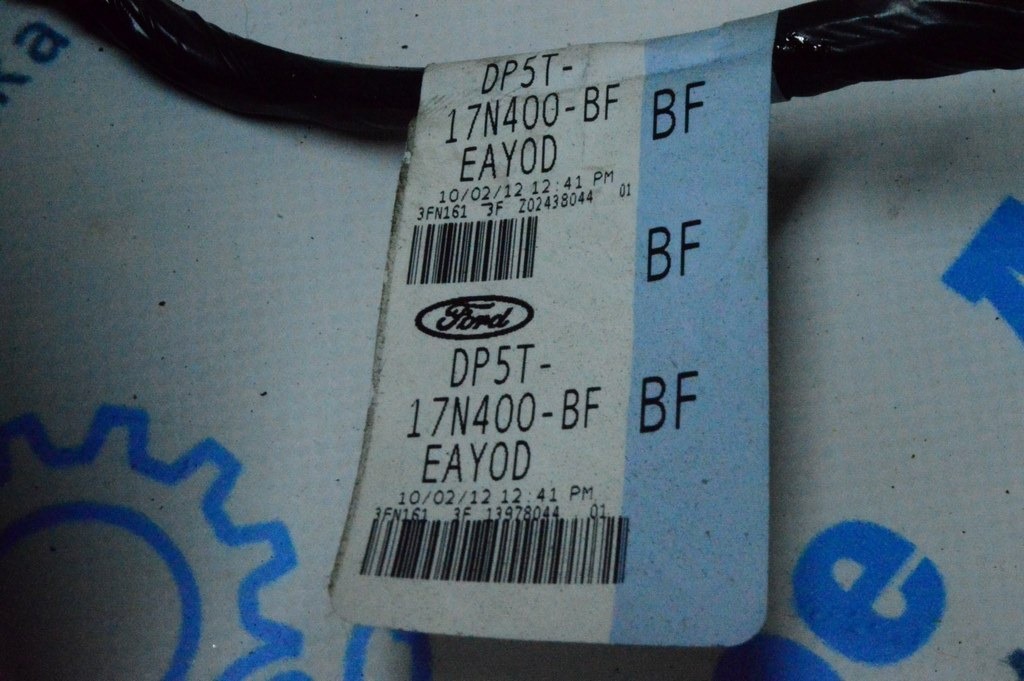 DP5T-
17N400-BF
EAYOD
10/02/12 12:41 PM
3FN161 3F Z02438044 01
BF
BF
Ford
DP5T-
17N400-BF
EAYOD
10/02/12 12:41 PM
3FN161 3F 13978044 01
BF